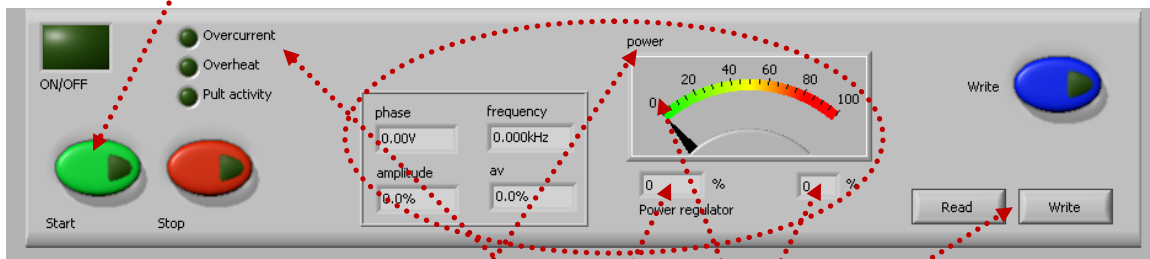 ON/OFF
Overcurrent
Overheat
Pult activity
Start
Stop
phase
0.00V
frequency
0.000kHz
amplitude
0.0%
av
0.0%
power
0 20 40 60 80 100
0 %
0 %
Power regulator
Write
Read
Write